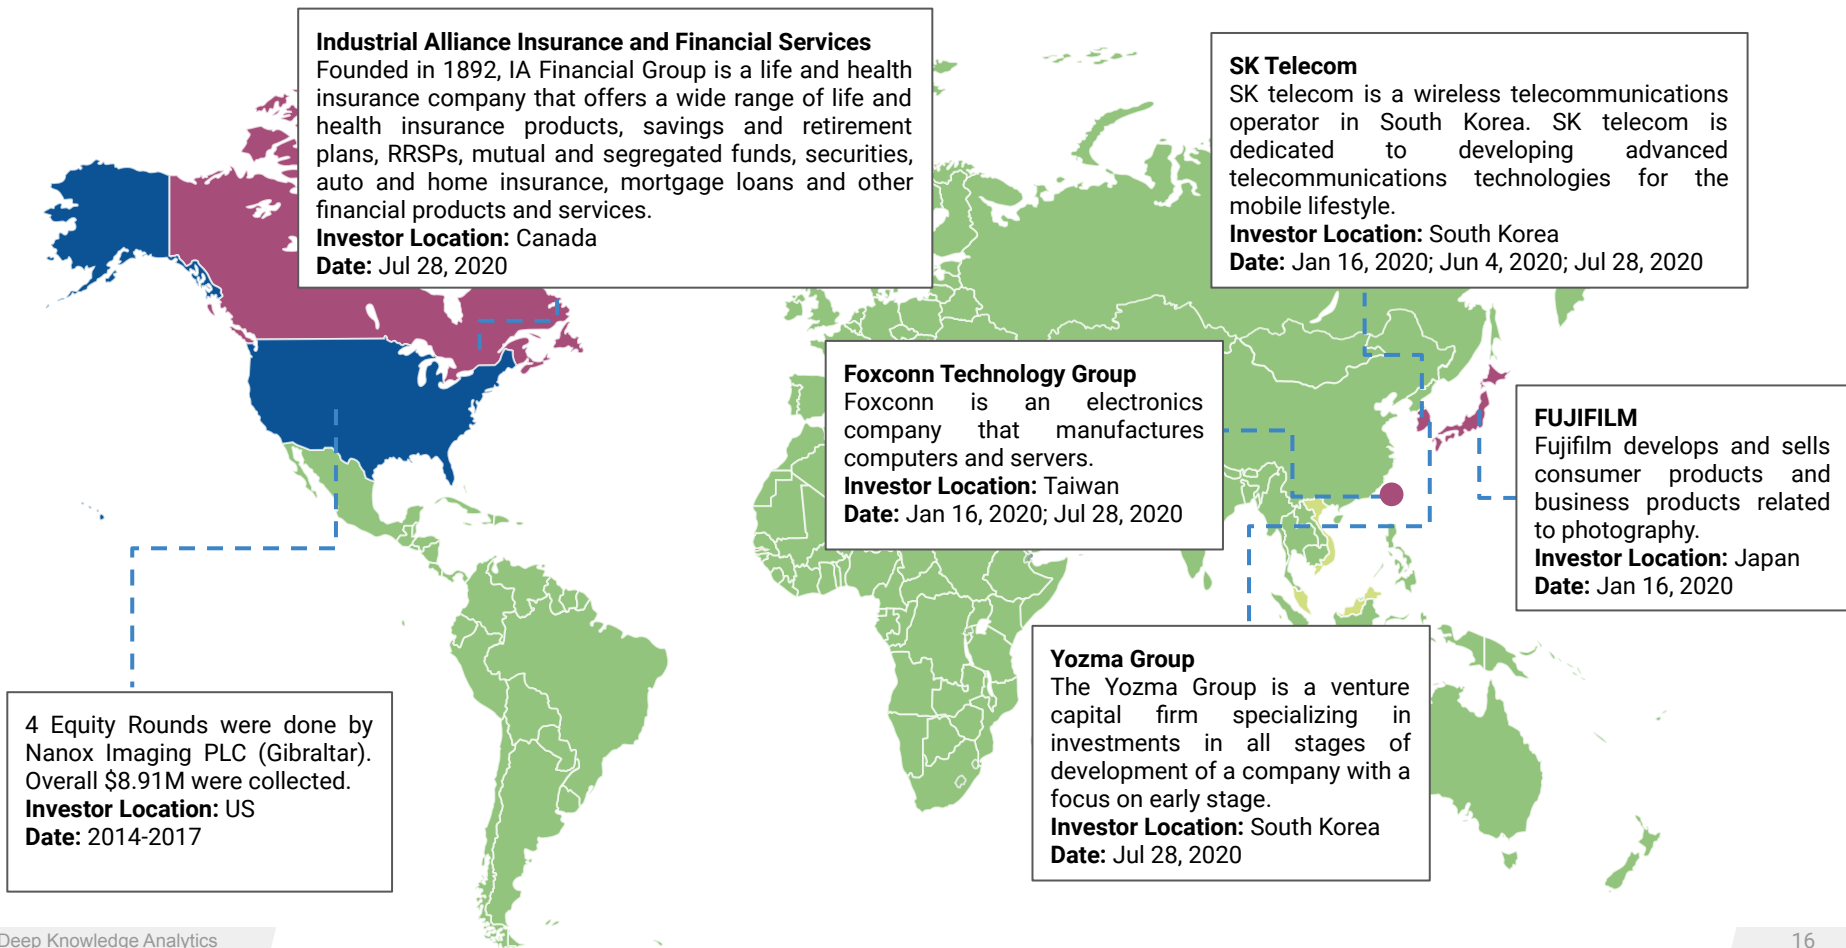 Industrial Alliance Insurance and Financial Services
Founded in 1892, IA Financial Group is a life and health
insurance company that offers a wide range of life and
health insurance products, savings and retirement
plans, RRSPs, mutual and segregated funds, securities,
auto and home insurance, mortgage loans and other
financial products and services.
Investor Location: Canada
Date: Jul 28, 2020
SK Telecom
SK telecom is a wireless telecommunications
operator in South Korea. SK telecom is
dedicated to developing advanced
telecommunications technologies for the
mobile lifestyle.
Investor Location: South Korea
Date: Jan 16, 2020; Jun 4, 2020; Jul 28, 2020
Foxconn Technology Group
Foxconn is an electronics
company that manufactures
computers and servers.
Investor Location: Taiwan
Date: Jan 16, 2020; Jul 28, 2020
FUJIFILM
Fujifilm develops and sells
consumer products and
business products related
to photography.
Investor Location: Japan
Date: Jan 16, 2020
Yozma Group
The Yozma Group is a venture
capital firm specializing in
investments in all stages of
development of a company with a
focus on early stage.
Investor Location: South Korea
Date: Jul 28, 2020
4 Equity Rounds were done by
Nanox Imaging PLC (Gibraltar).
Overall $8.91M were collected.
Investor Location: US
Date: 2014-2017
Deep Knowledge Analytics
16